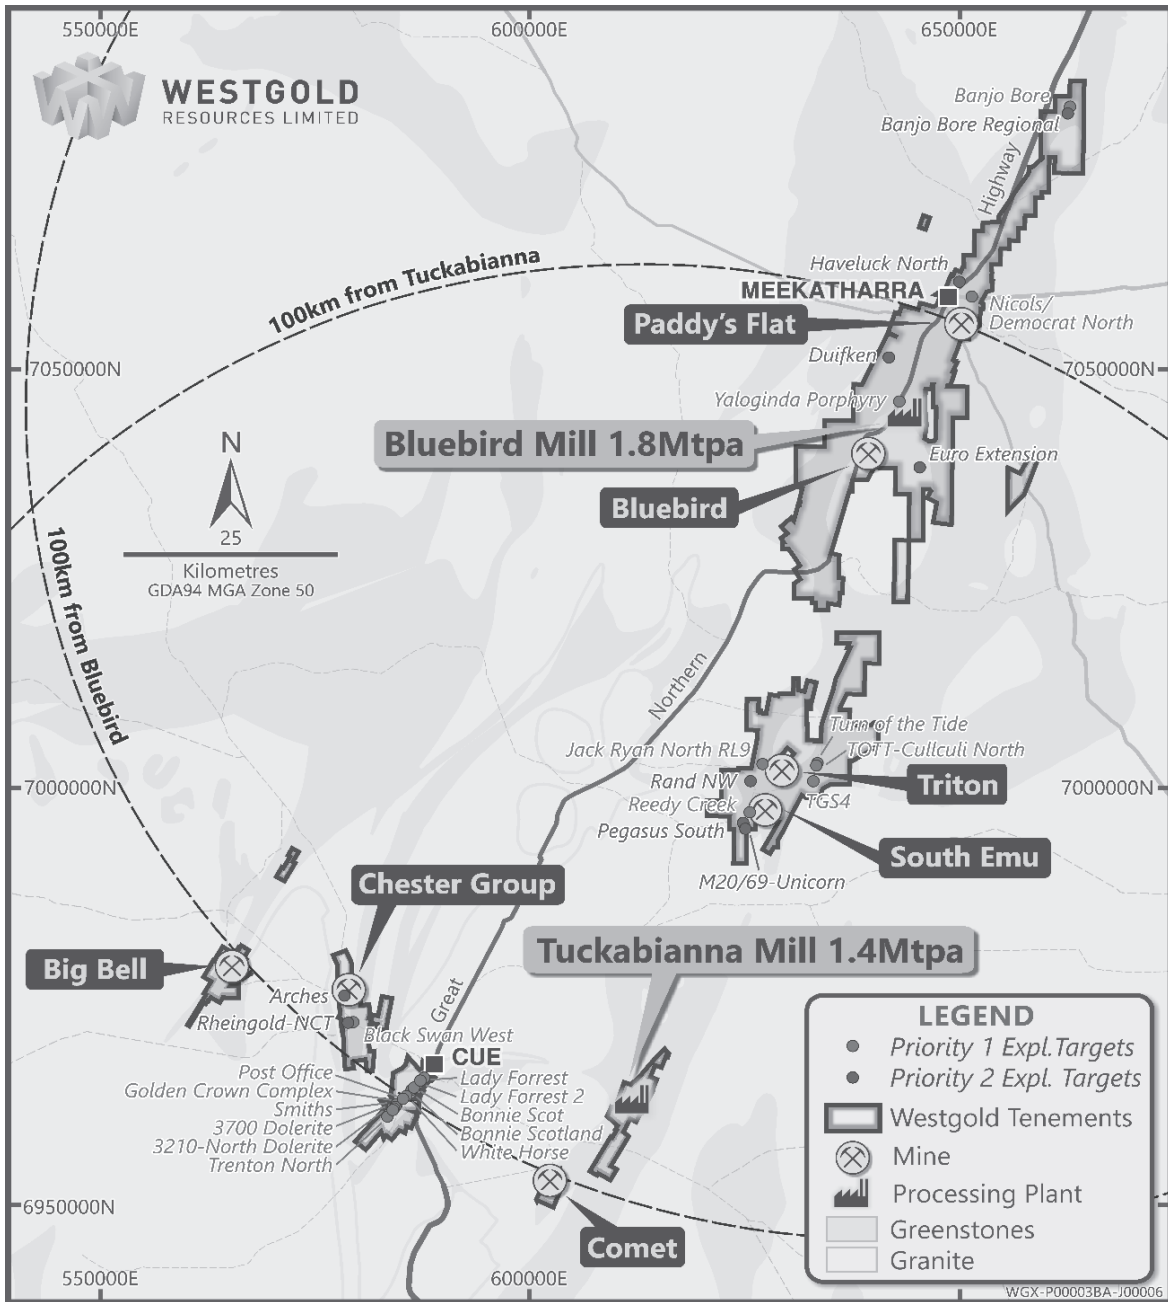 550000E
600000E
650000E
WESTGOLD
RESOURCES LIMITED
Banjo Bore
Banjo Bore Regional
Highway
100km from Tuckabianna
Haveluck North
MEEKATHARRA
Nicols/
Democrat North
Paddy's Flat
Duifken
7050000N
7050000N
Yaloginda Porphyry
Bluebird Mill 1.8Mtpa
N
Euro Extension
Bluebird
25
Kilometres
GDA94 MGA Zone 50
100km from Bluebird
Northern
Turn of the Tide
Jack Ryan North RL9
TOTT-Cullculi North
Rand NW
Triton
7000000N
7000000N
Reedy Creek
TGS4
Pegasus South
South Emu
M20/69-Unicorn
Chester Group
Tuckabianna Mill 1.4Mtpa
Big Bell
Arches
Great
Rheingold-NCT
Black Swan West
CUE
Post Office
Golden Crown Complex
Smiths
3700 Dolerite
3210-North Dolerite
Trenton North
Lady Forrest
Lady Forrest 2
Bonnie Scot
Bonnie Scotland
White Horse
6950000N
Comet
LEGEND
Priority 1 Expl.Targets
Priority 2 Expl. Targets
Westgold Tenements
Mine
Processing Plant
Greenstones
Granite
550000E
600000E
WGX-P00003BA-J00006